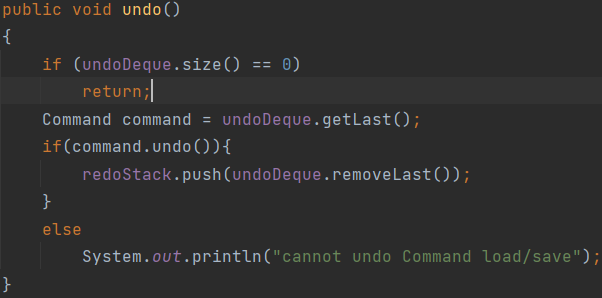 public void undo()
{
    if (undoDeque.size() == 0)
        return;
    Command command = undoDeque.getLast();
    if(command.undo()){
        redoStack.push(undoDeque.removeLast());
    }
    else
        System.out.println("cannot undo Command load/save");
}